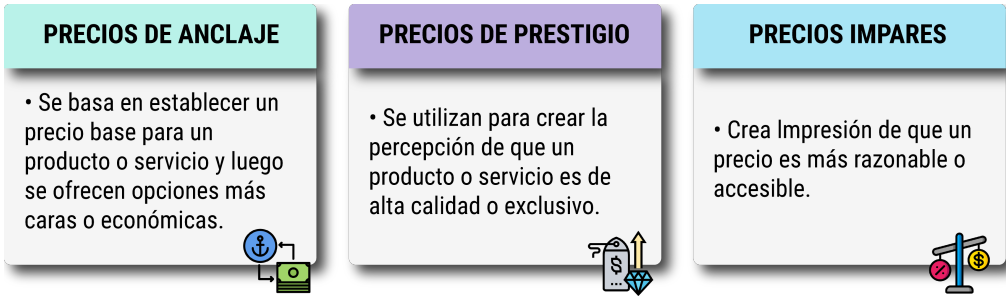 PRECIOS DE ANCLAJE
• Se basa en establecer un
precio base para un
producto o servicio y luego
se ofrecen opciones más
caras o económicas.
PRECIOS DE PRESTIGIO
• Se utilizan para crear la
percepción de que un
producto o servicio es de
alta calidad o exclusivo.
$
PRECIOS IMPARES
• Crea Impresión de que un
precio es más razonable o
accesible.
%
$